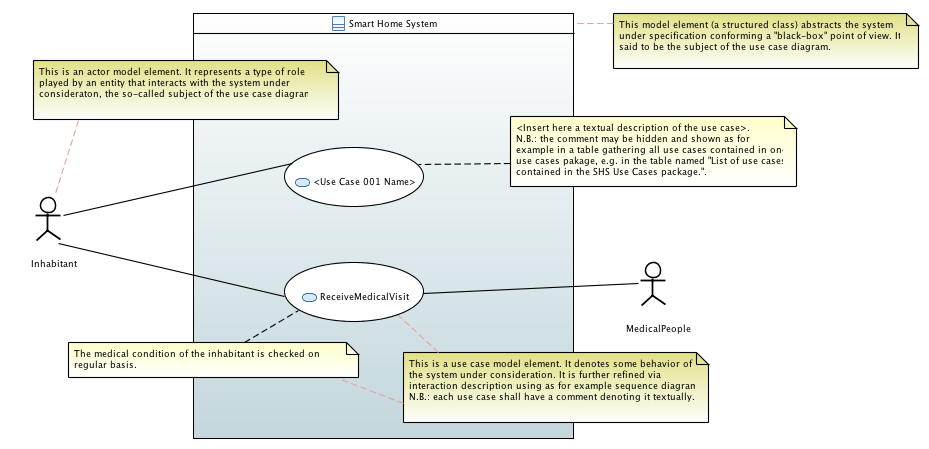 Smart Home System
This model element (a structured class) abstracts the system
under specification conforming a "black-box" point of view. It
said to be the subject of the use case diagram.
This is an actor model element. It represents a type of role
played by an entity that interacts with the system under
consideraton, the so-called subject of the use case diagran
<Insert here a textual description of the use case>.
N.B.: the comment may be hidden and shown as for
example in a table gathering all use cases contained in on
use cases pakage, e.g. in the table named "List of use cases
contained in the SHS Use Cases package.".
<Use Case 001 Name>
Inhabitant
ReceiveMedicalVisit
MedicalPeople
The medical condition of the inhabitant is checked on
regular basis.
This is a use case model element. It denotes some behavior of
the system under consideration. It is further refined via
interaction description using as for example sequence diagran
N.B.: each use case shall have a comment denoting it textually.